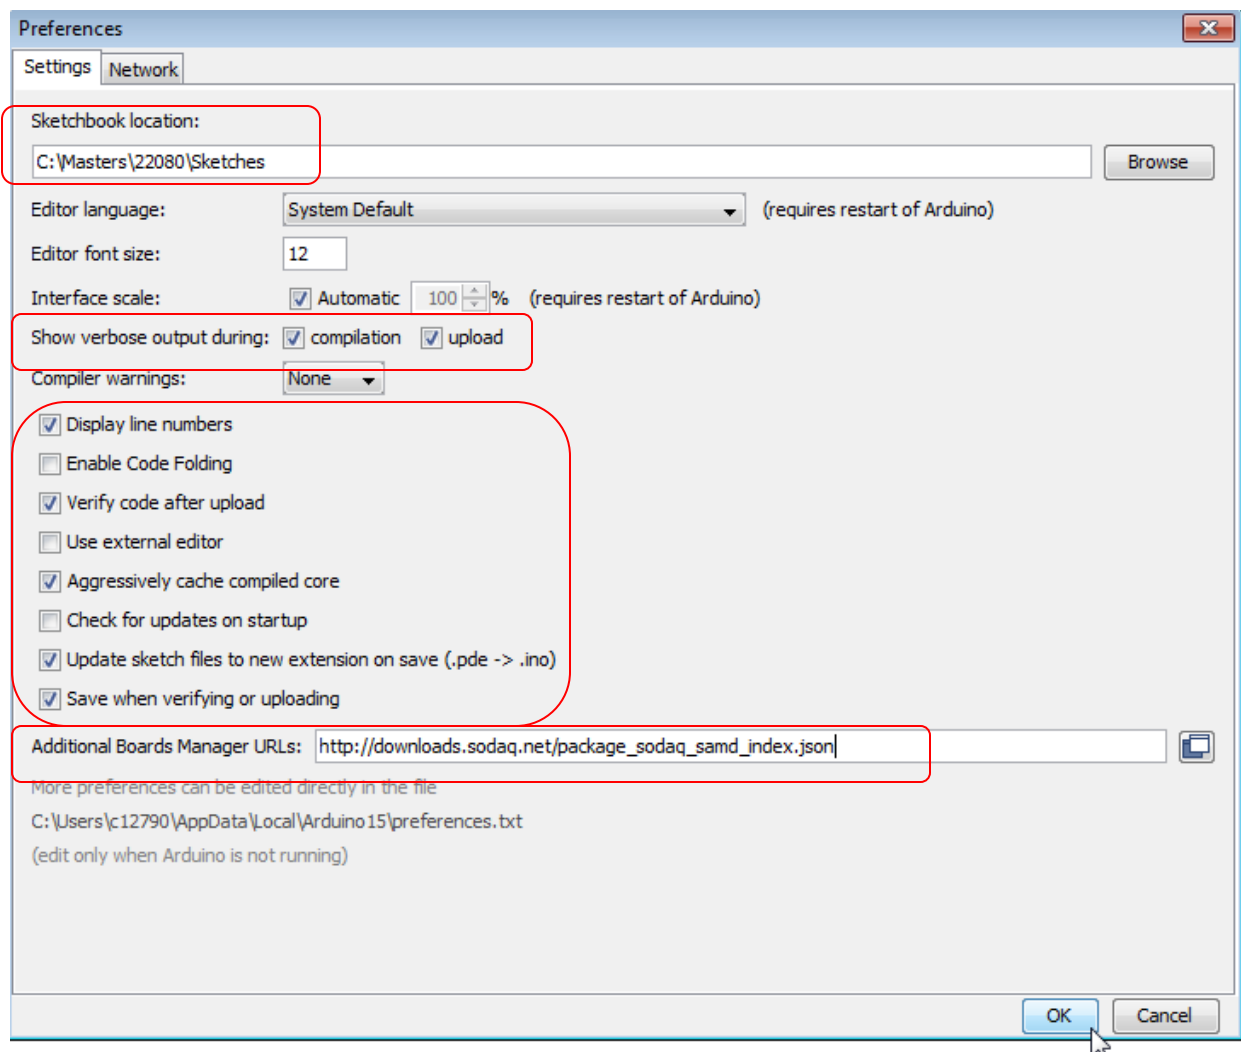 Preferences
Settings Network
Sketchbook location:
C:\Masters\22080\Sketches Browse
Editor language: System Default (requires restart of Arduino)
Editor font size: 12
Interface scale: Automatic 100 % (requires restart of Arduino)
Show verbose output during: compilation upload
Compiler warnings: None
Display line numbers
Enable Code Folding
Verify code after upload
Use external editor
Aggressively cache compiled core
Check for updates on startup
Update sketch files to new extension on save (.pde -> .ino)
Save when verifying or uploading
Additional Boards Manager URLs: http://downloads.sodaq.net/package_sodaq_samd_index.json
More preferences can be edited directly in the file
C:\Users\c12790\AppData\Local\Arduino15\preferences.txt
(edit only when Arduino is not running)
OK Cancel